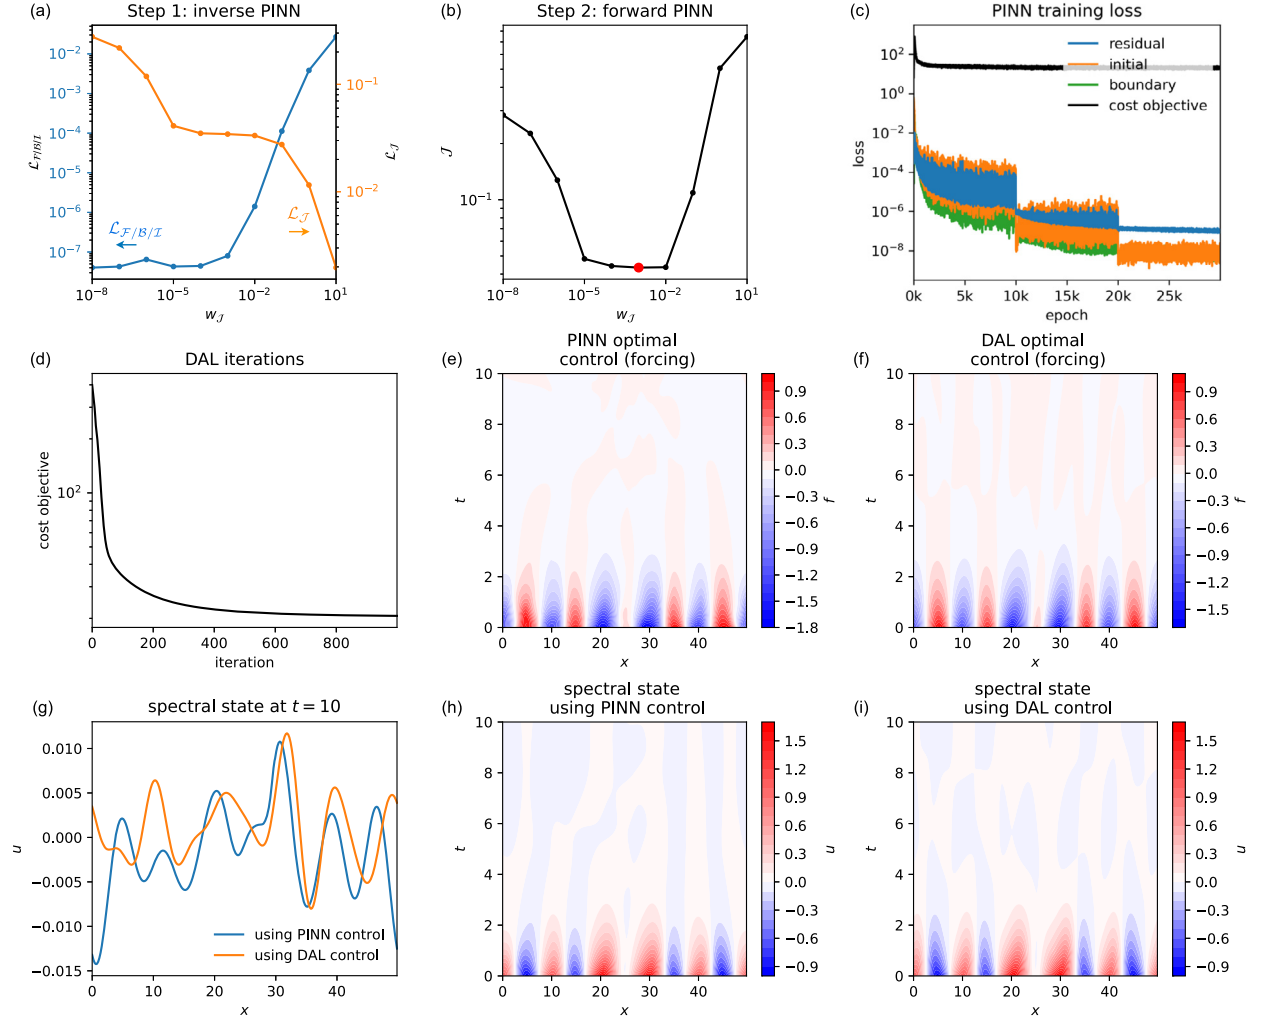 (a) Step 1: inverse PINN
10⁻² 10⁻³ 10⁻⁴ 10⁻⁵ 10⁻⁶ 10⁻⁷
ℒ_ℱ/ℬ/ℐ
10⁻¹ 10⁻²
ℒ_𝒥
ℒ_ℱ/ℬ/ℐ
←
ℒ_𝒥
→
10⁻⁸ 10⁻⁵ 10⁻² 10¹
w_𝒥
(b) Step 2: forward PINN
10⁻¹
𝒥
10⁻⁸ 10⁻⁵ 10⁻² 10¹
w_𝒥
(c) PINN training loss
10² 10⁰ 10⁻² 10⁻⁴ 10⁻⁶ 10⁻⁸
loss
residual
initial
boundary
cost objective
0k 5k 10k 15k 20k 25k
epoch
(d) DAL iterations
10²
cost objective
0 200 400 600 800
iteration
(e) PINN optimal
control (forcing)
10 8 6 4 2 0
t
0 10 20 30 40
x
0.9 0.6 0.3 0.0 −0.3 −0.6 −0.9 −1.2 −1.5 −1.8
f
(f) DAL optimal
control (forcing)
10 8 6 4 2 0
t
0 10 20 30 40
x
0.9 0.6 0.3 0.0 −0.3 −0.6 −0.9 −1.2 −1.5
f
(g) spectral state at t = 10
0.010 0.005 0.000 −0.005 −0.010 −0.015
u
using PINN control
using DAL control
0 10 20 30 40
x
(h) spectral state
using PINN control
10 8 6 4 2 0
t
0 10 20 30 40
x
1.5 1.2 0.9 0.6 0.3 0.0 −0.3 −0.6 −0.9
u
(i) spectral state
using DAL control
10 8 6 4 2 0
t
0 10 20 30 40
x
1.5 1.2 0.9 0.6 0.3 0.0 −0.3 −0.6 −0.9
u